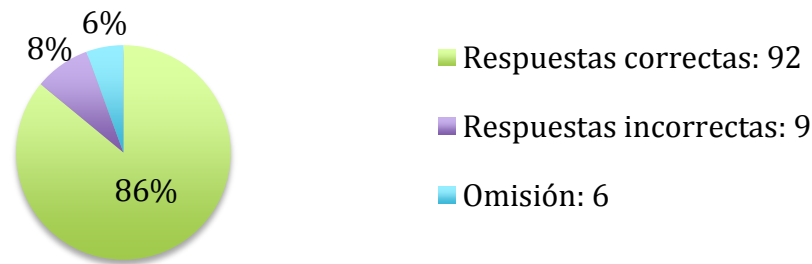 6%
8%
86%
Respuestas correctas: 92
Respuestas incorrectas: 9
Omisión: 6